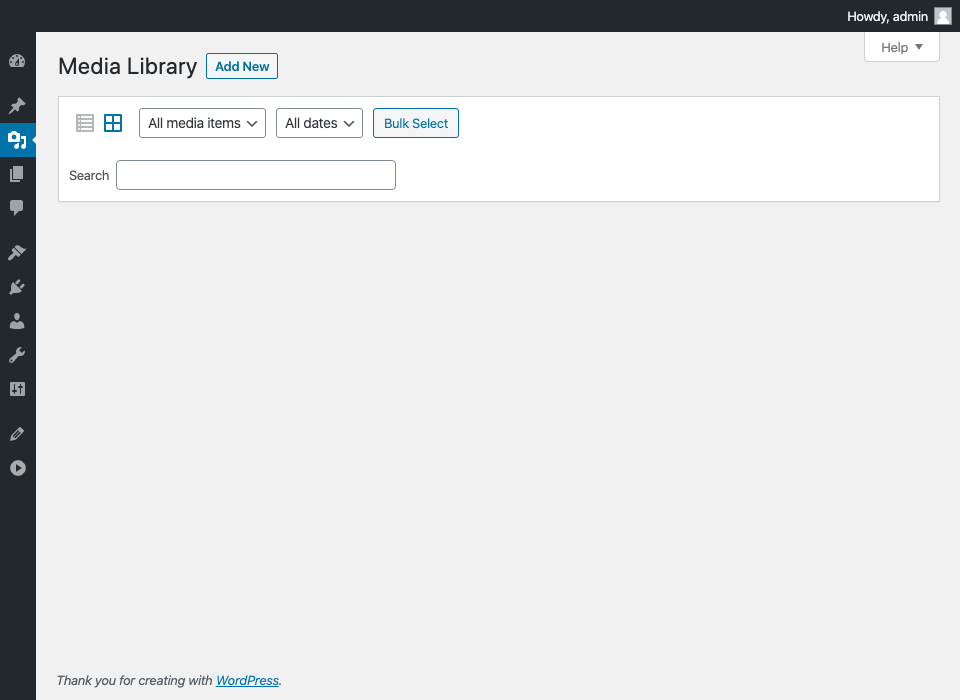 Howdy, admin
Help
Media Library Add New
All media items All dates Bulk Select
Search
Thank you for creating with WordPress.